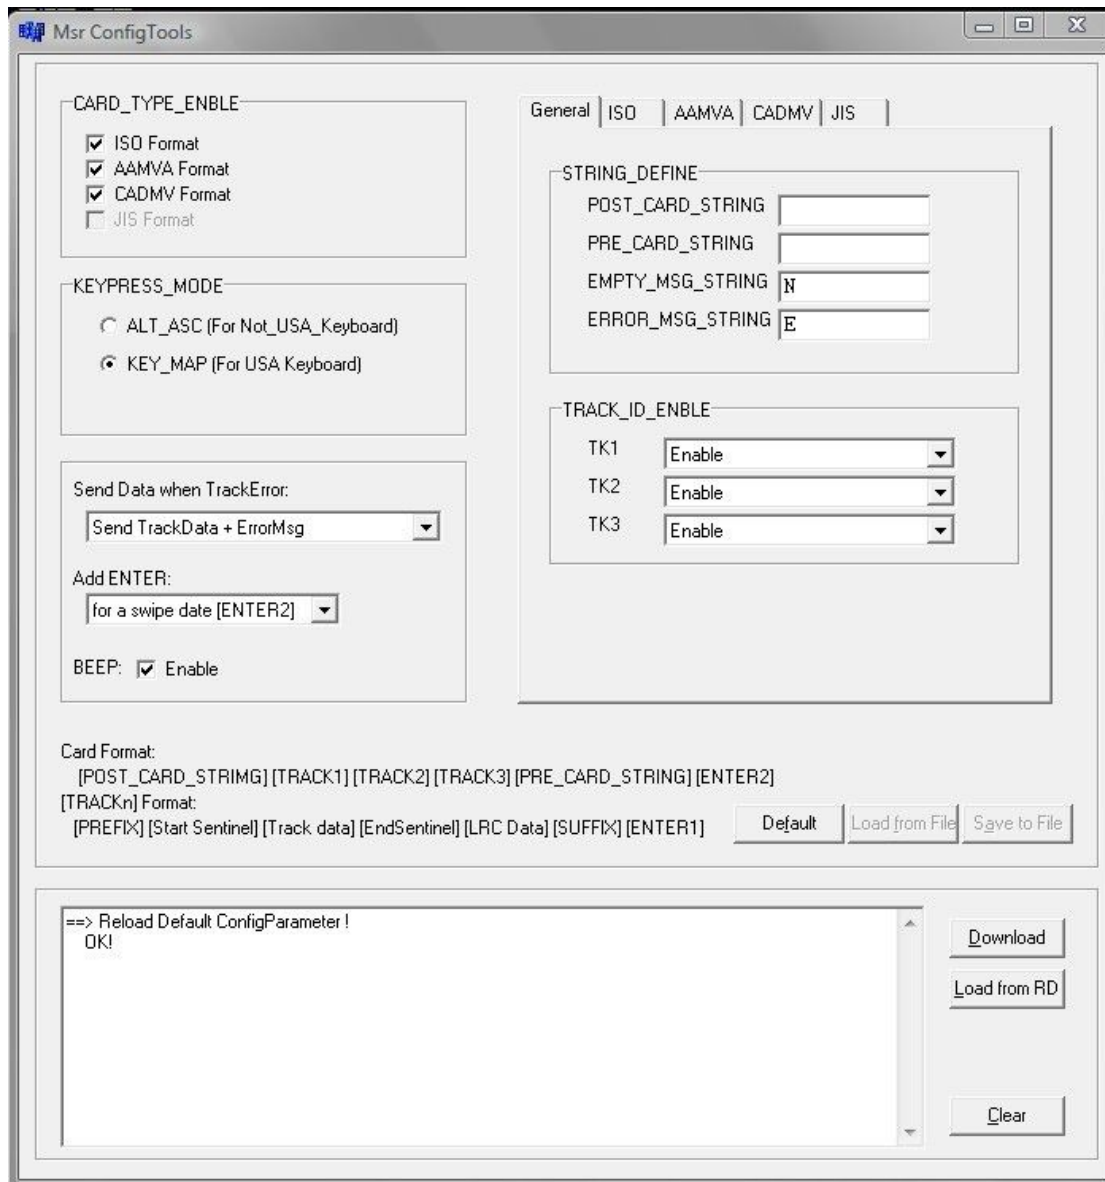 Msr ConfigTools
CARD_TYPE_ENBLE
ISO Format
AAMVA Format
CADMV Format
JIS Format
KEYPRESS_MODE
ALT_ASC (For Not_USA_Keyboard)
KEY_MAP (For USA Keyboard)
Send Data when TrackError:
Send TrackData + ErrorMsg
Add ENTER:
for a swipe date [ENTER2]
BEEP: Enable
General ISO AAMVA CADMV JIS
STRING_DEFINE
POST_CARD_STRING
PRE_CARD_STRING
EMPTY_MSG_STRING N
ERROR_MSG_STRING E
TRACK_ID_ENBLE
TK1 Enable
TK2 Enable
TK3 Enable
Card Format:
[POST_CARD_STRIMG] [TRACK1] [TRACK2] [TRACK3] [PRE_CARD_STRING] [ENTER2]
[TRACKn] Format:
[PREFIX] [Start Sentinel] [Track data] [EndSentinel] [LRC Data] [SUFFIX] [ENTER1]
Default Load from File Save to File
==> Reload Default ConfigParameter !
OK!
Download
Load from RD
Clear